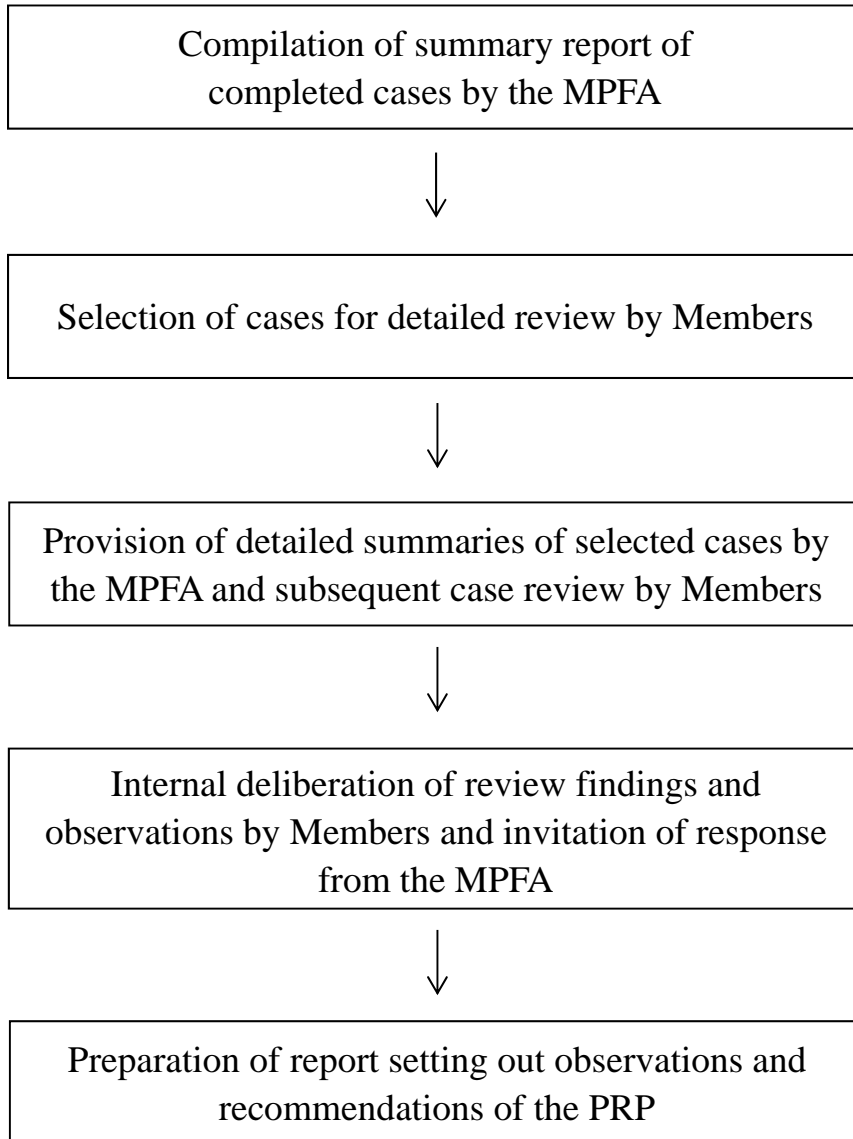 Compilation of summary report of
completed cases by the MPFA
Selection of cases for detailed review by Members
Provision of detailed summaries of selected cases by
the MPFA and subsequent case review by Members
Internal deliberation of review findings and
observations by Members and invitation of response
from the MPFA
Preparation of report setting out observations and
recommendations of the PRP